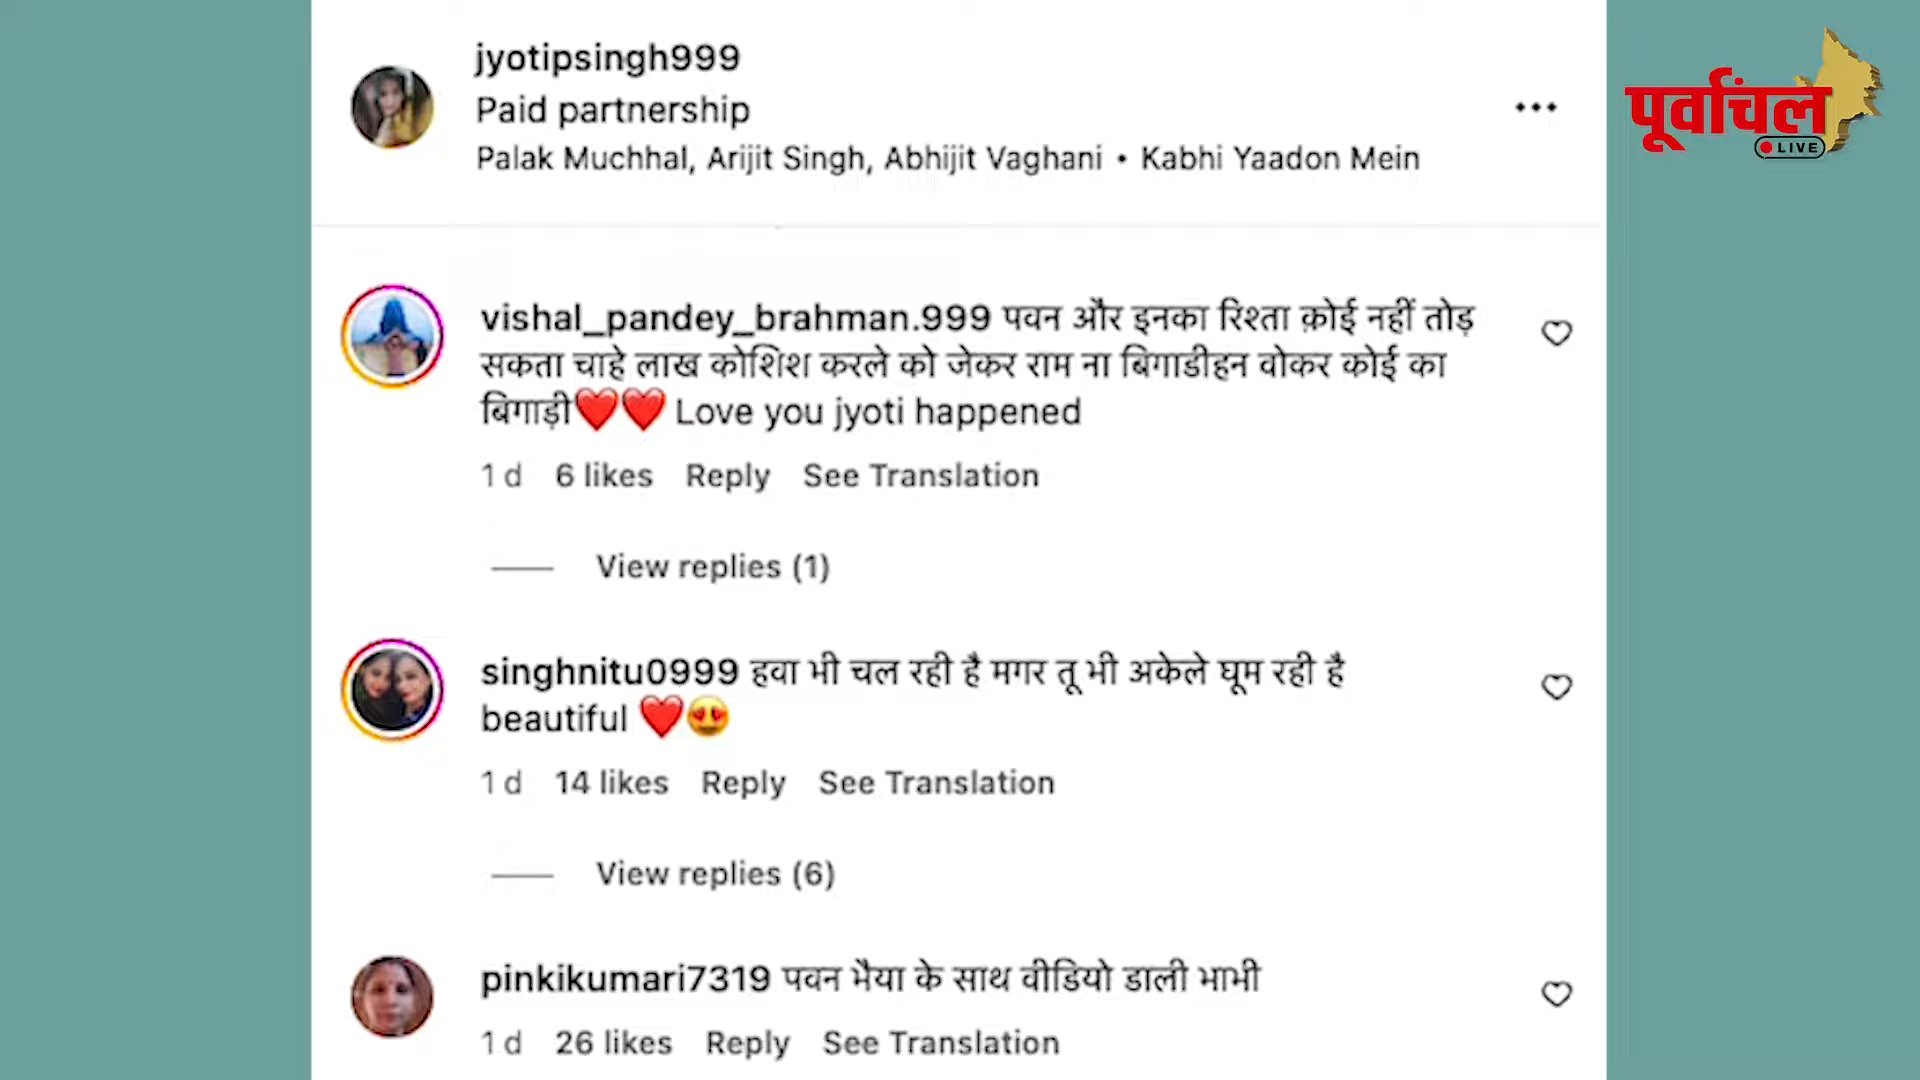 jyotipsingh999
Paid partnership
Palak Muchhal, Arijit Singh, Abhijit Vaghani • Kabhi Yaadon Mein
पूर्वांचल
LIVE
vishal_pandey_brahman.999 पवन और इनका रिश्ता क़ोई नहीं तोड़
सकता चाहे लाख कोशिश करले को जेकर राम ना बिगाडीहन वोकर कोई का
बिगाड़ी❤️❤️ Love you jyoti happened
1 d 6 likes Reply See Translation
View replies (1)
singhnitu0999 हवा भी चल रही है मगर तू भी अकेले घूम रही है
beautiful ❤️😍
1 d 14 likes Reply See Translation
View replies (6)
pinkikumari7319 पवन भैया के साथ वीडियो डाली भाभी
1 d 26 likes Reply See Translation